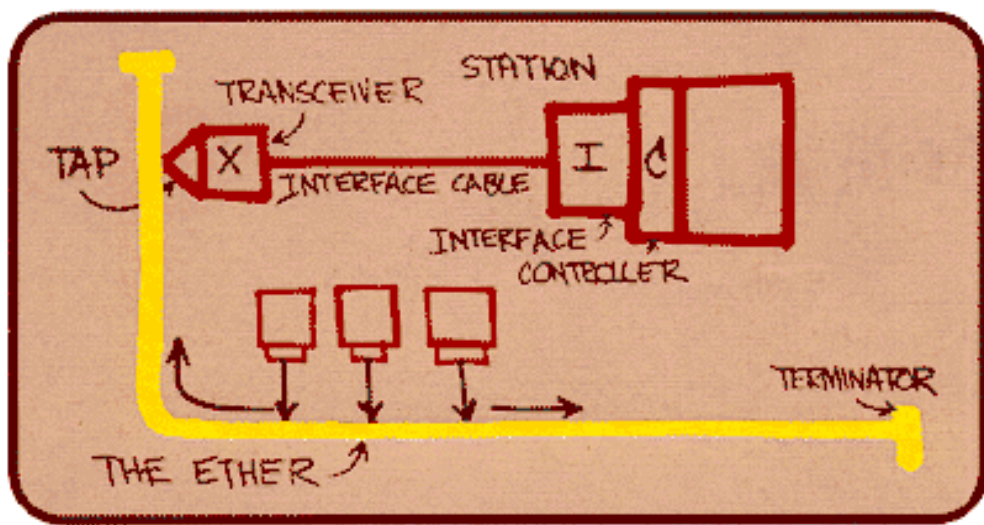 STATION
TRANSCEIVER
TAP
X
I
C
INTERFACE CABLE
INTERFACE
CONTROLLER
TERMINATOR
THE ETHER